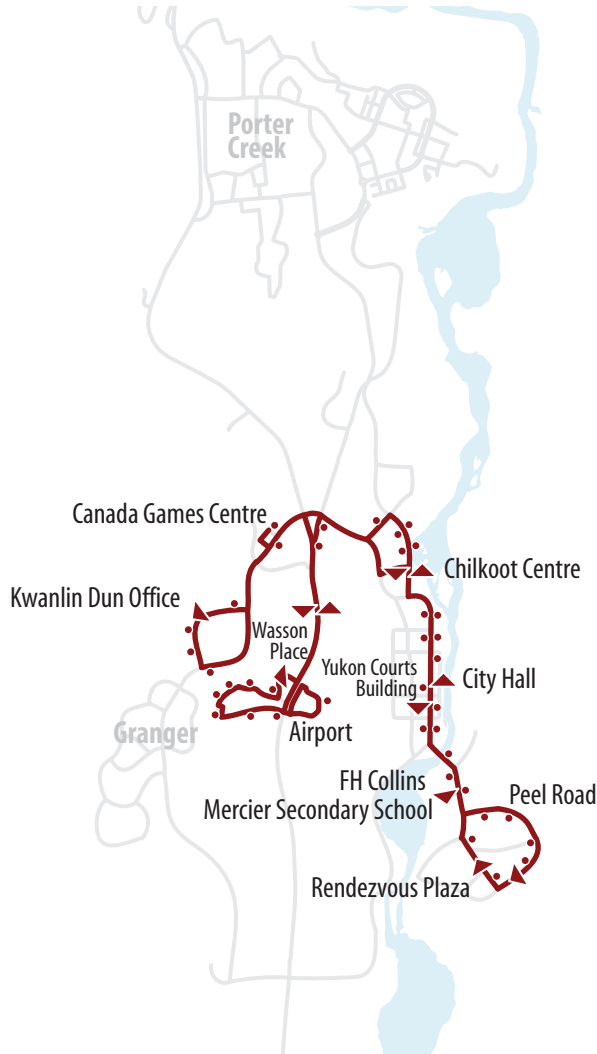 Porter
Creek
Canada Games Centre
Chilkoot Centre
Kwanlin Dun Office
Wasson
Place
Yukon Courts
Building
City Hall
Granger
Airport
FH Collins
Mercier Secondary School
Peel Road
Rendezvous Plaza